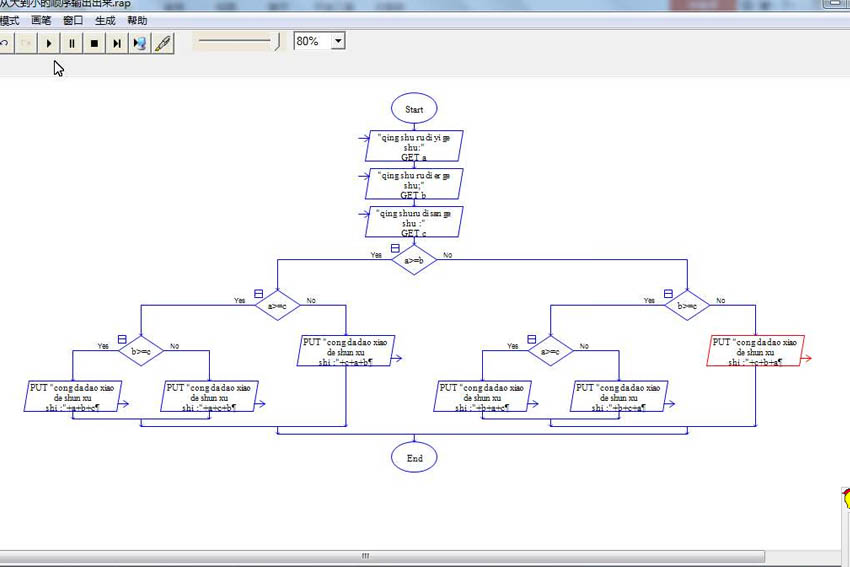 从大到小的顺序输出出来.rap
模式 画笔 窗口 生成 帮助
80%
Start
"qing shu ru di yi ge
shu:"
GET a
"qing shu ru di er ge
shu;"
GET b
"qing shuru di san ge
shu :"
GET c
Yes a>=b No
Yes a>=c No
Yes b>=c No
Yes b>=c No
Yes a>=c No
PUT "cong da dao xiao
de shun xu
shi :"+c+a+b¶
PUT "cong da dao xiao
de shun xu
shi :"+c+b+a¶
PUT "cong da dao xiao
de shun xu
shi :"+a+b+c¶
PUT "cong da dao xiao
de shun xu
shi :"+a+c+b¶
PUT "cong da dao xiao
de shun xu
shi :"+b+a+c¶
PUT "cong da dao xiao
de shun xu
shi :"+b+c+a¶
End